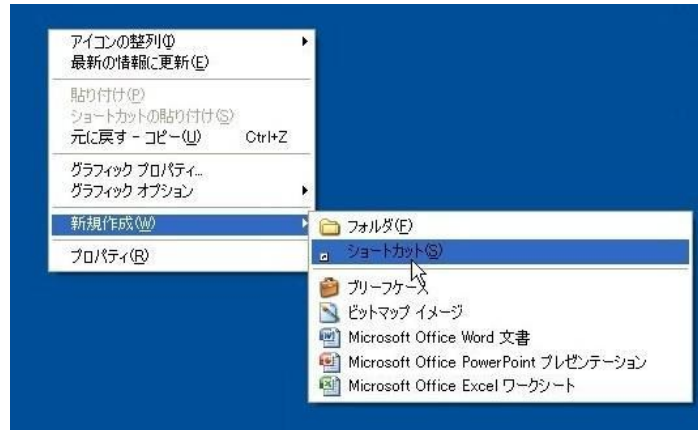 アイコンの整列(I)
最新の情報に更新(E)
貼り付け(P)
ショートカットの貼り付け(S)
元に戻す - コピー(U) Ctrl+Z
グラフィック プロパティ...
グラフィック オプション
新規作成(W)
プロパティ(R)
フォルダ(F)
ショートカット(S)
ブリーフケース
ビットマップ イメージ
Microsoft Office Word 文書
Microsoft Office PowerPoint プレゼンテーション
Microsoft Office Excel ワークシート